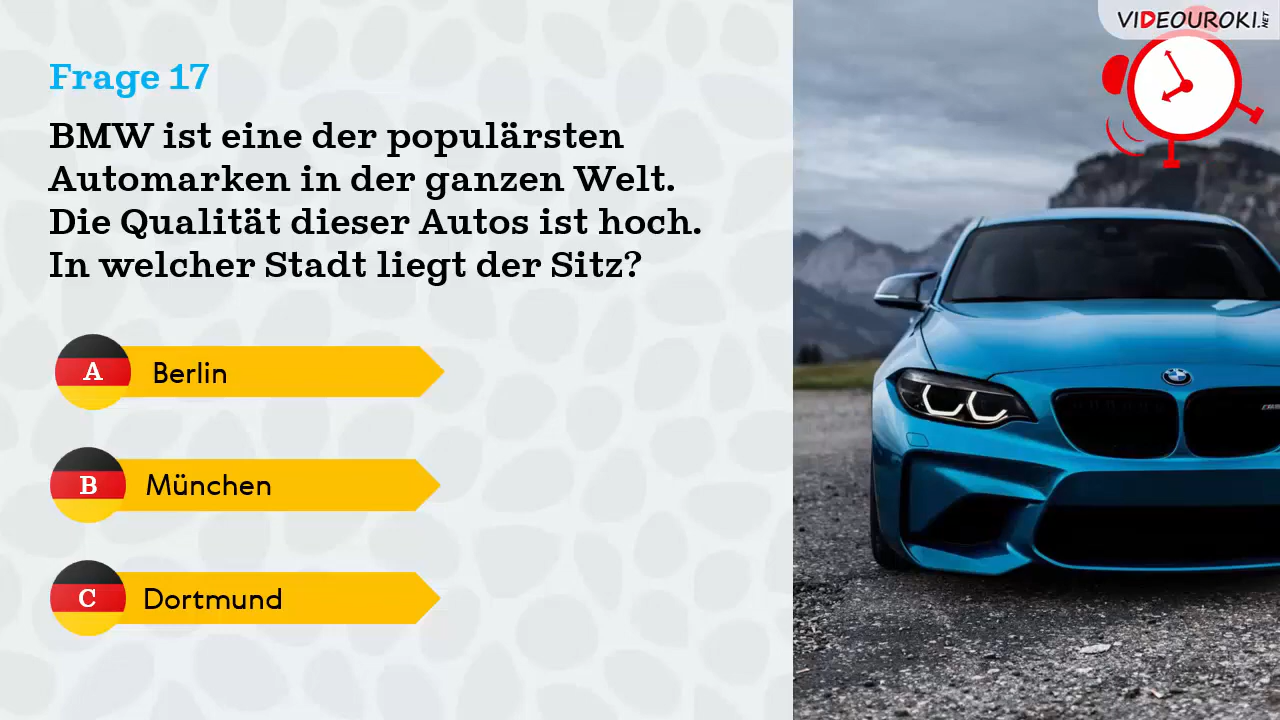 VIDEOUROKI.NET
Frage 17
BMW ist eine der populärsten
Automarken in der ganzen Welt.
Die Qualität dieser Autos ist hoch.
In welcher Stadt liegt der Sitz?
A Berlin
B München
C Dortmund